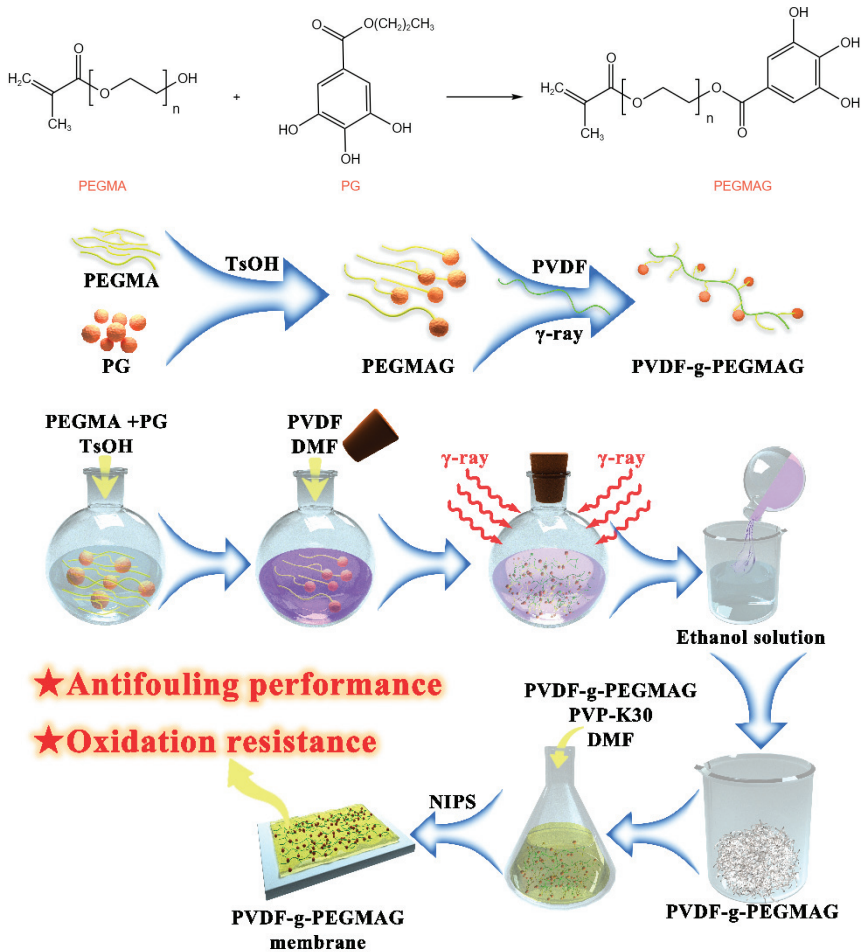 O
O(CH₂)₂CH₃
O
H₂C
O
OH
n
CH₃
+
HO
OH
OH
H₂C
O
O
n
O
O
CH₃
OH
OH
OH
PEGMA
PG
PEGMAG
PEGMA
TsOH
PG
PEGMAG
PVDF
γ-ray
PVDF-g-PEGMAG
PEGMA +PG
TsOH
PVDF
DMF
γ-ray
γ-ray
Ethanol solution
★Antifouling performance
★Oxidation resistance
PVDF-g-PEGMAG
PVP-K30
DMF
NIPS
PVDF-g-PEGMAG
membrane
PVDF-g-PEGMAG